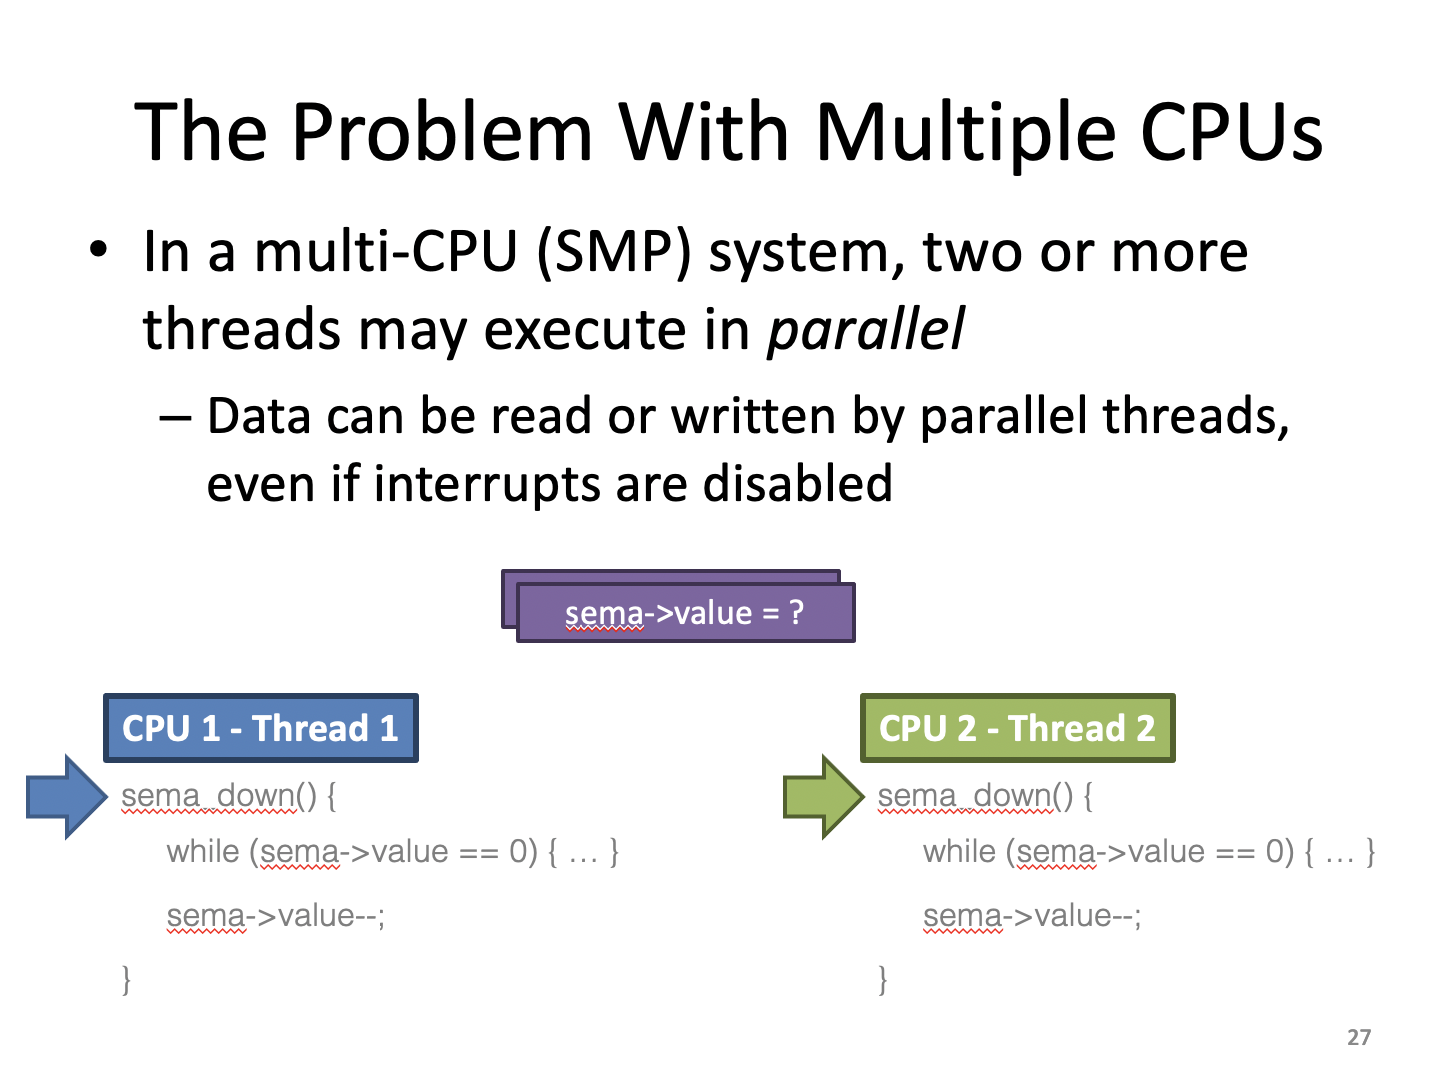 The Problem With Multiple CPUs
• In a multi-CPU (SMP) system, two or more
threads may execute in parallel
– Data can be read or written by parallel threads,
even if interrupts are disabled
sema->value = ?
CPU 1 - Thread 1
sema_down() {
while (sema->value == 0) { … }
sema->value--;
}
CPU 2 - Thread 2
sema_down() {
while (sema->value == 0) { … }
sema->value--;
}
27